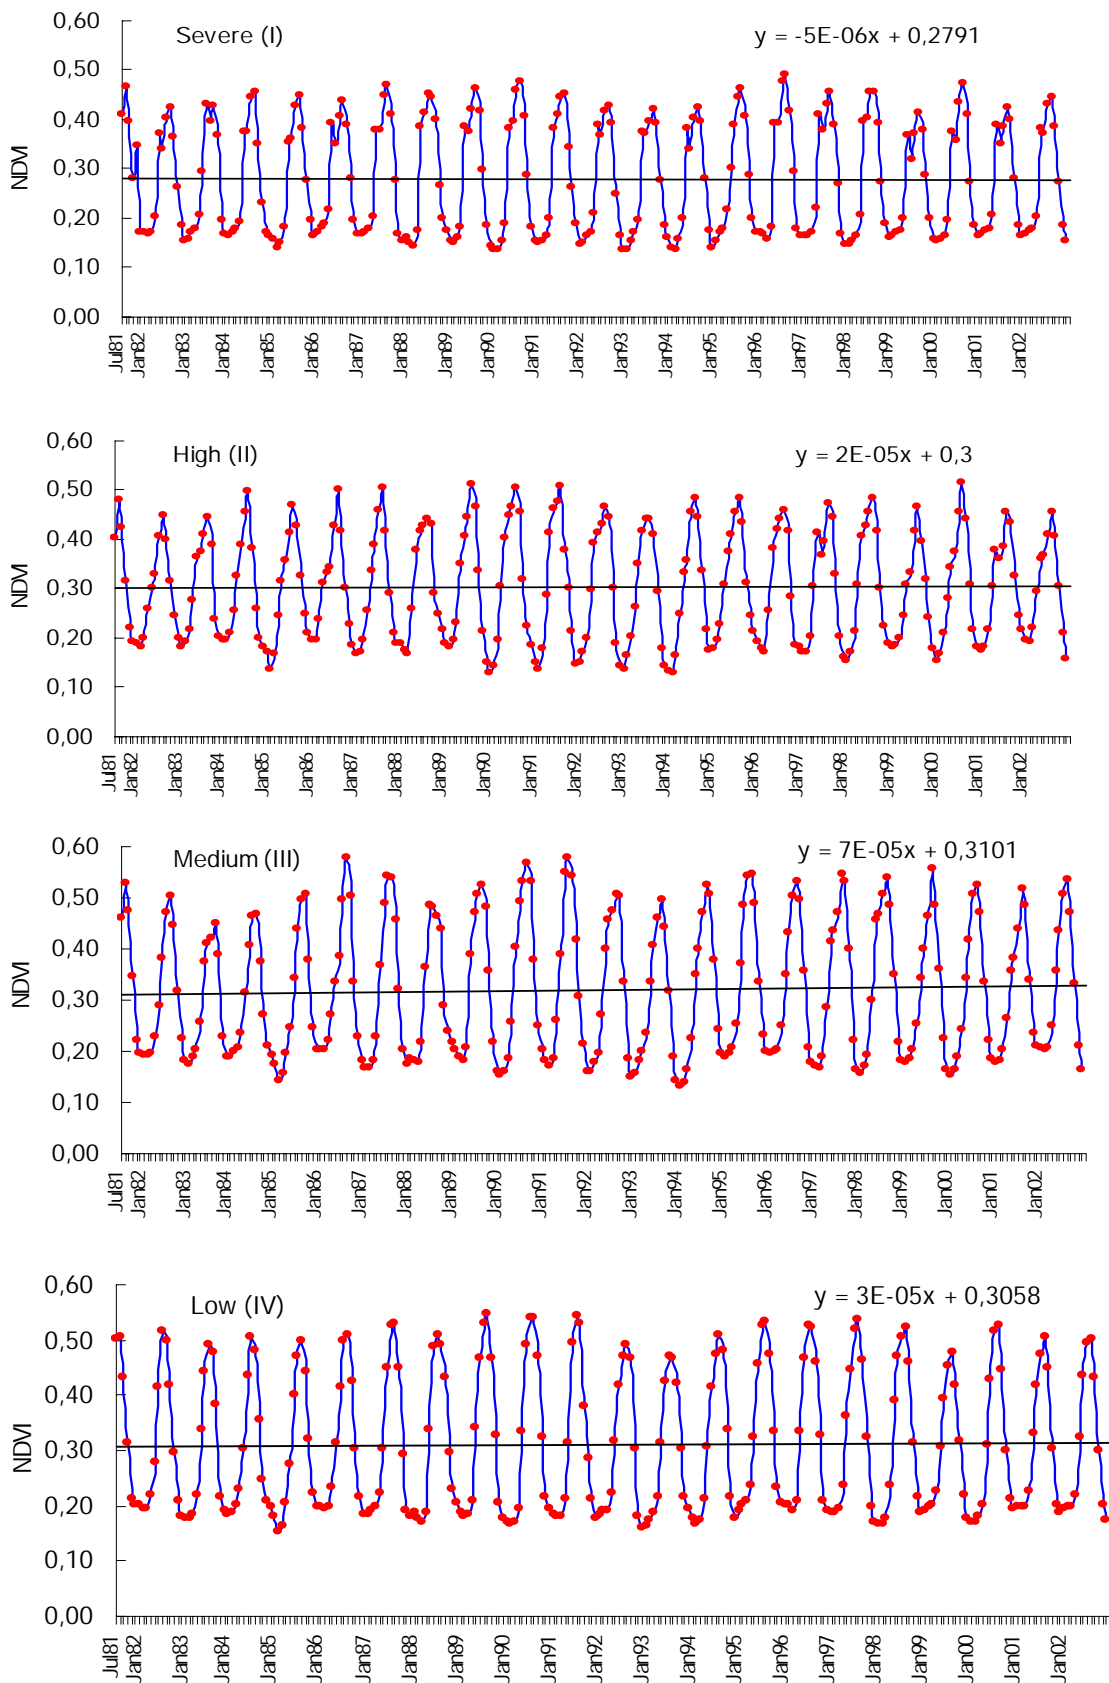 0,60
Severe (I)
y = -5E-06x + 0,2791
0,50
0,40
0,30
0,20
0,10
0,00
NDVI
Jul81 Jan82 Jan83 Jan84 Jan85 Jan86 Jan87 Jan88 Jan90 Jan91 Jan92 Jan93 Jan94 Jan95 Jan96 Jan97 Jan98 Jan99 Jan00 Jan01 Jan02
0,60
High (II)
y = 2E-05x + 0,3
0,50
0,40
0,30
0,20
0,10
0,00
NDVI
Jul81 Jan82 Jan83 Jan84 Jan85 Jan86 Jan87 Jan88 Jan89 Jan90 Jan91 Jan92 Jan93 Jan94 Jan95 Jan96 Jan97 Jan98 Jan99 Jan00 Jan01 Jan02
0,60
Medium (III)
y = 7E-05x + 0,3101
0,50
0,40
0,30
0,20
0,10
0,00
NDVI
Jul81 Jan82 Jan83 Jan84 Jan85 Jan86 Jan87 Jan88 Jan89 Jan90 Jan91 Jan92 Jan93 Jan94 Jan95 Jan96 Jan97 Jan98 Jan99 Jan00 Jan01 Jan02
0,60
Low (IV)
y = 3E-05x + 0,3058
0,50
0,40
0,30
0,20
0,10
0,00
NDVI
Jul81 Jan82 Jan83 Jan84 Jan85 Jan86 Jan87 Jan88 Jan89 Jan90 Jan91 Jan92 Jan93 Jan94 Jan95 Jan96 Jan97 Jan98 Jan99 Jan00 Jan01 Jan02